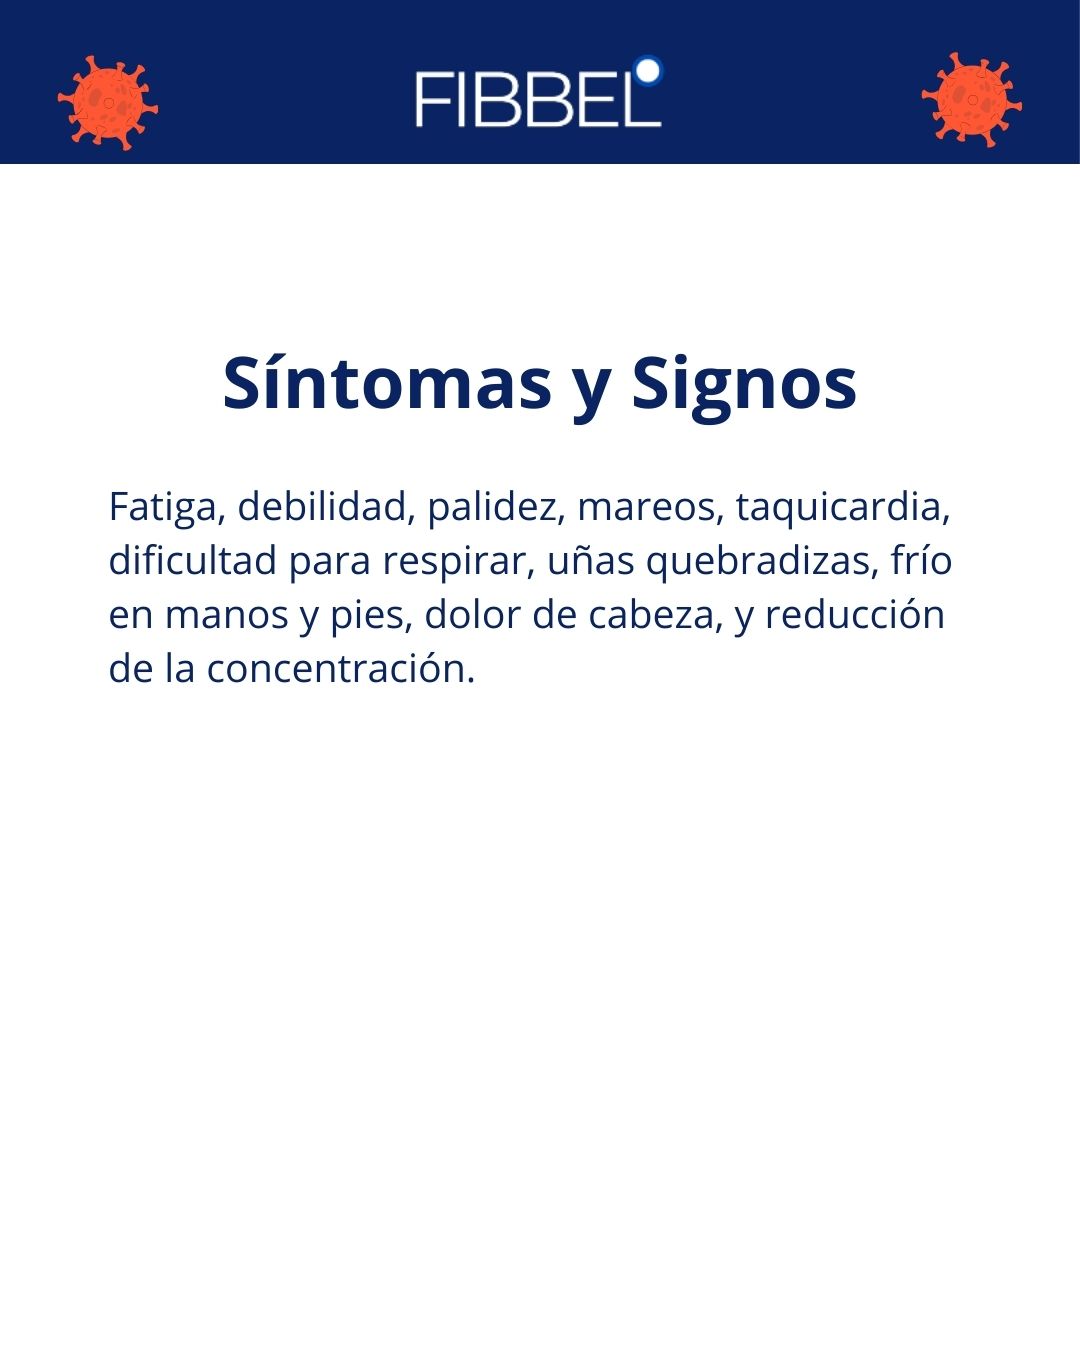 FIBBEL
Síntomas y Signos
Fatiga, debilidad, palidez, mareos, taquicardia,
dificultad para respirar, uñas quebradizas, frío
en manos y pies, dolor de cabeza, y reducción
de la concentración.